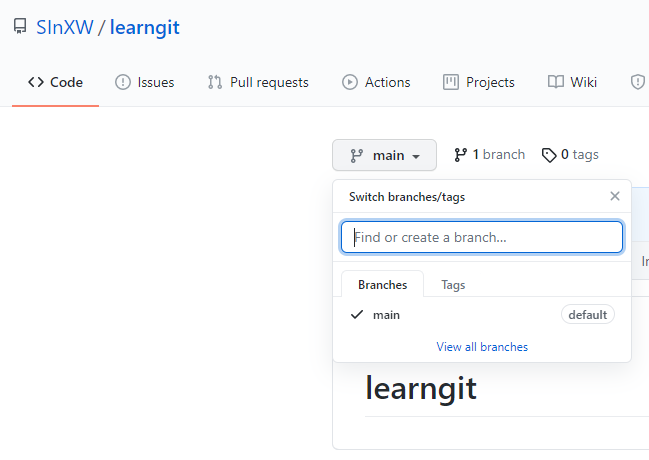 SInXW / learngit
Code Issues Pull requests Actions Projects Wiki
main 1 branch 0 tags
Switch branches/tags
Find or create a branch...
Branches Tags
main default
View all branches
learngit